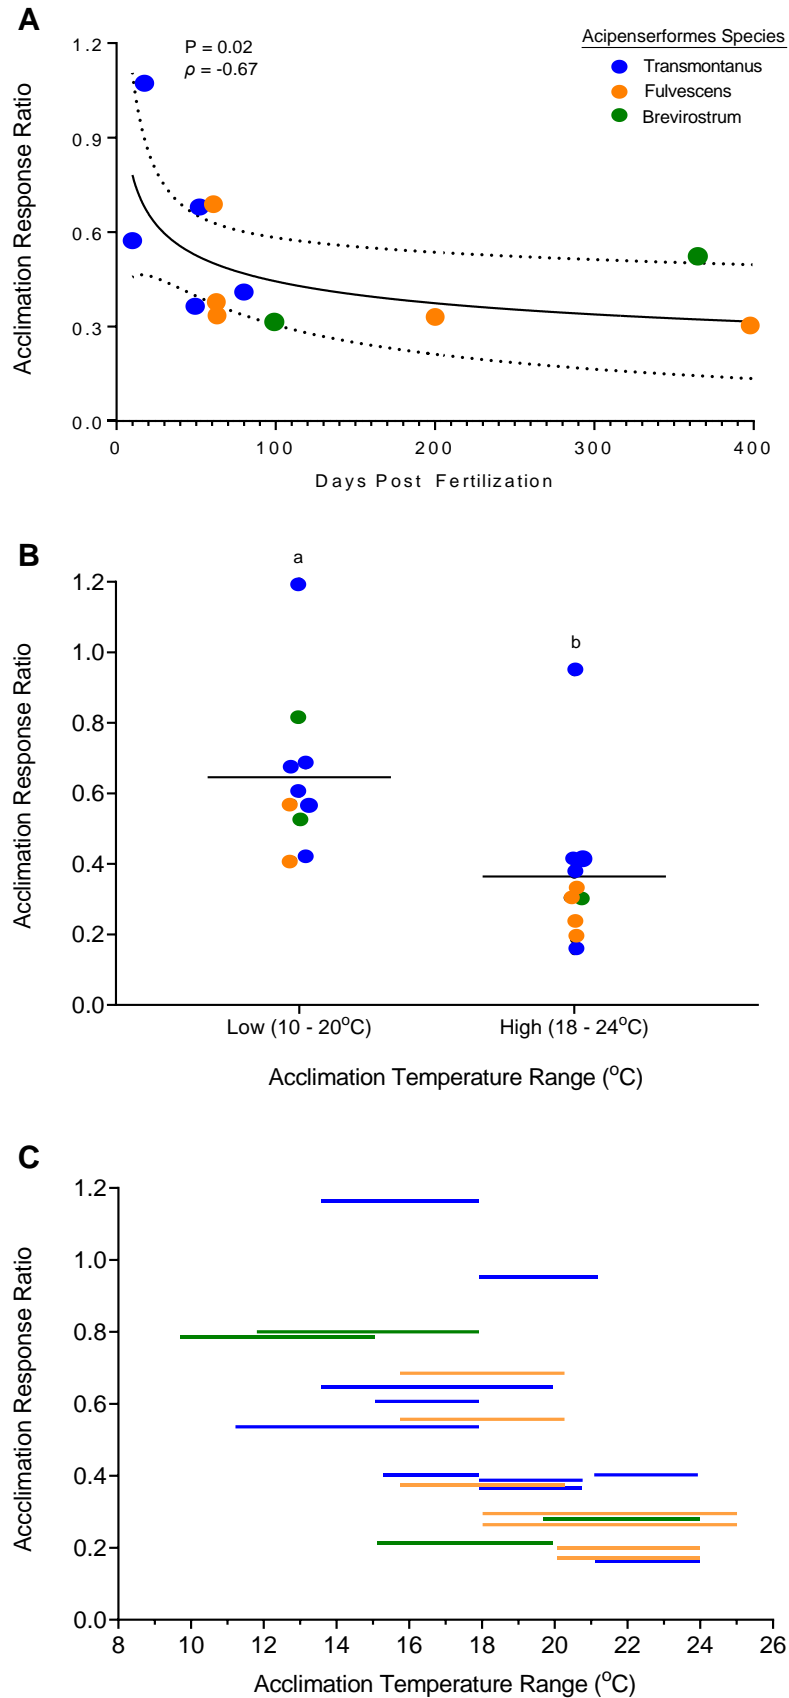 A
P = 0.02
ρ = -0.67
Acipenserformes Species
Transmontanus
Fulvescens
Brevirostrum
Acclimation Response Ratio
1.2
0.9
0.6
0.3
0.0
0 100 200 300 400
Days Post Fertilization
B
a
b
Acclimation Response Ratio
1.2
1.0
0.8
0.6
0.4
0.2
0.0
Low (10 - 20°C) High (18 - 24°C)
Acclimation Temperature Range (°C)
C
Accclimation Response Ratio
1.2
1.0
0.8
0.6
0.4
0.2
0.0
8 10 12 14 16 18 20 22 24 26
Acclimation Temperature Range (°C)